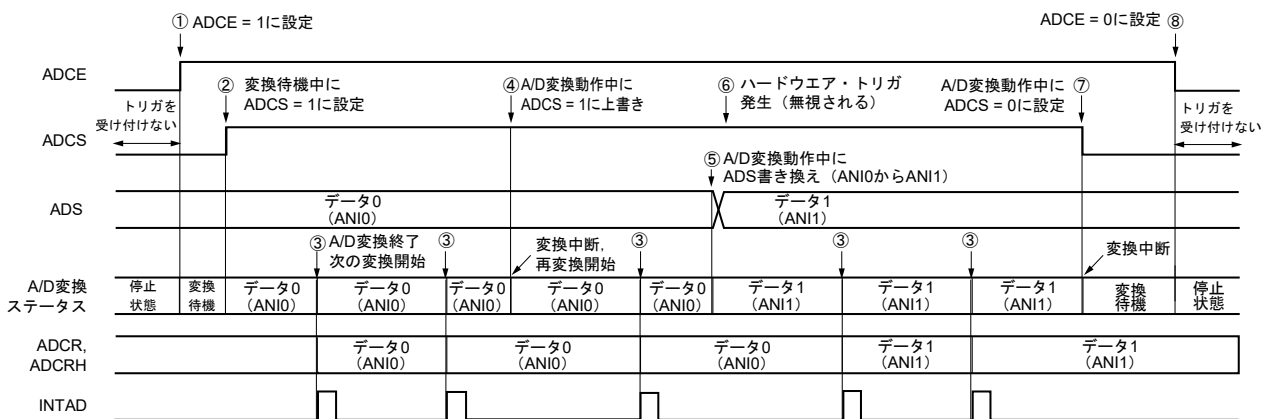 ① ADCE = 1に設定
ADCE = 0に設定 ⑧
ADCE
② 変換待機中に
ADCS = 1に設定
④ A/D変換動作中に
ADCS = 1に上書き
⑥ ハードウエア・トリガ
発生（無視される）
A/D変換動作中に ⑦
ADCS = 0に設定
トリガを
受け付けない
トリガを
受け付けない
ADCS
⑤ A/D変換動作中に
ADS書き換え（ANI0からANI1）
ADS
データ0
（ANI0）
データ1
（ANI1）
③ A/D変換終了
次の変換開始
③
変換中断,
再変換開始
③
③
③
変換中断
A/D変換
ステータス
停止
状態
変換
待機
データ0
（ANI0）
データ0
（ANI0）
データ0
（ANI0）
データ0
（ANI0）
データ0
（ANI0）
データ1
（ANI1）
データ1
（ANI1）
データ1
（ANI1）
変換
待機
停止
状態
ADCR,
ADCRH
データ0
（ANI0）
データ0
（ANI0）
データ0
（ANI0）
データ1
（ANI1）
データ1
（ANI1）
INTAD